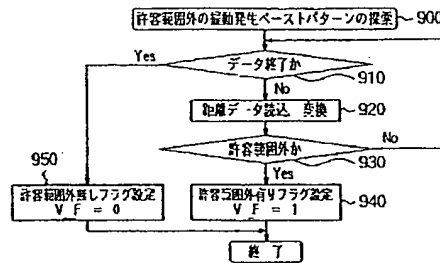 許容範囲外の振動発生ペーストパターンの探索
900
Yes
データ終了か
910
No
距離データ読込 変換
920
No
許容範囲外か
930
950
Yes
許容範囲外無しフラグ設定
VF = 0
許容範囲外有りフラグ設定
VF = 1
940
終了